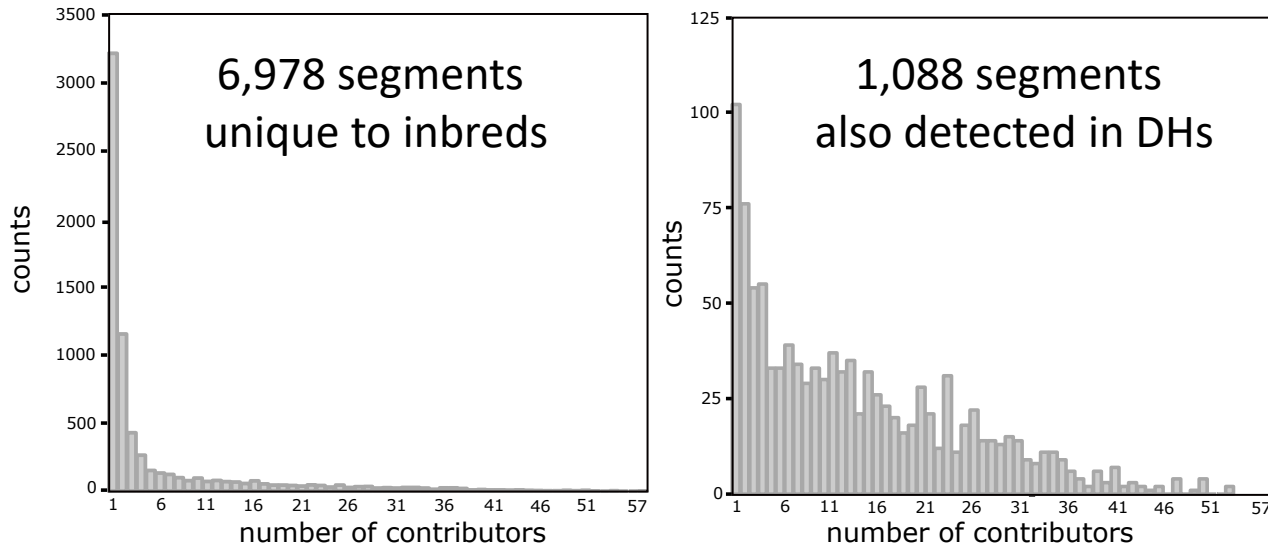 6,978 segments
unique to inbreds
counts
3500
3000
2500
2000
1500
1000
500
0
1 6 11 16 21 26 31 36 41 46 51 57
number of contributors
1,088 segments
also detected in DHs
counts
125
100
75
50
25
0
1 6 11 16 21 26 31 36 41 46 51 57
number of contributors